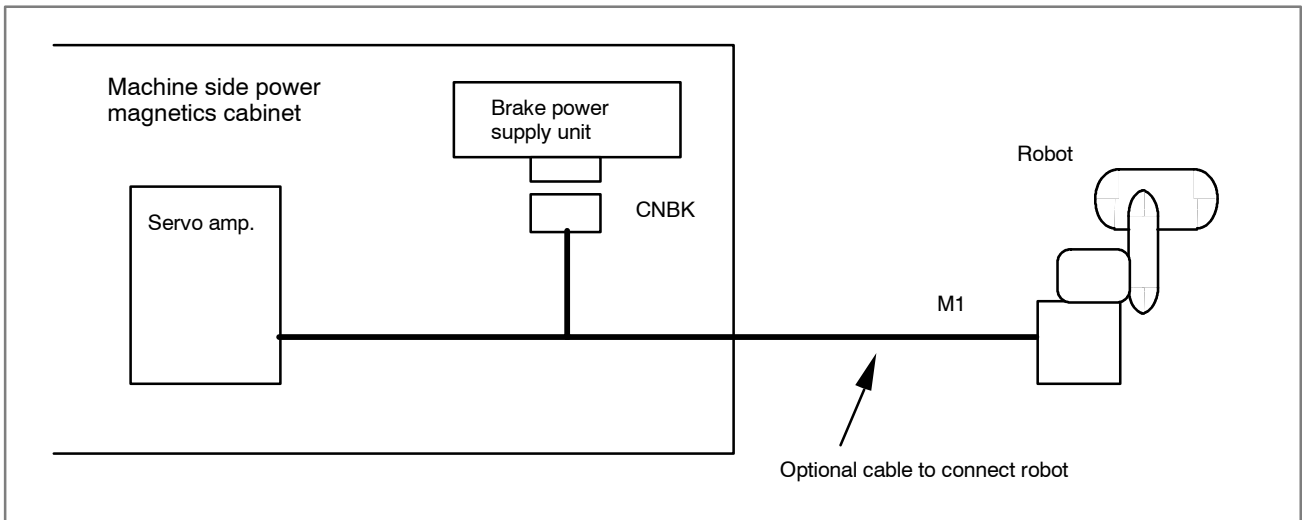 Machine side power
magnetics cabinet
Brake power
supply unit
Robot
Servo amp.
CNBK
M1
Optional cable to connect robot